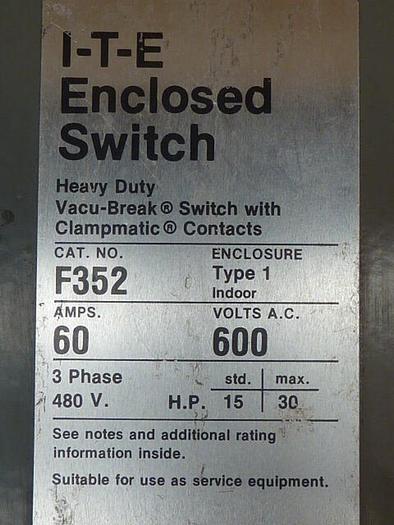 I-T-E
Enclosed
Switch
Heavy Duty
Vacu-Break® Switch with
Clampmatic® Contacts
CAT. NO. ENCLOSURE
F352 Type 1
Indoor
AMPS. VOLTS A.C.
60 600
3 Phase std. max.
480 V. H.P. 15 30
See notes and additional rating
information inside.
Suitable for use as service equipment.